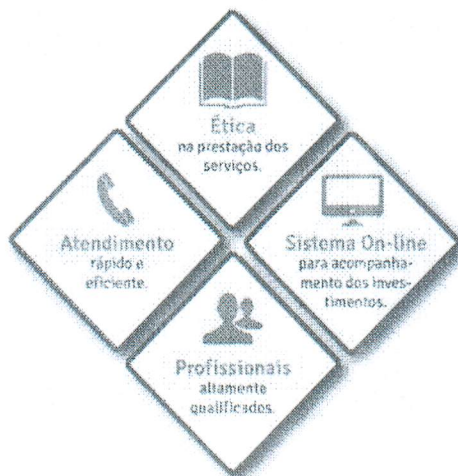 Ética
na prestação dos
serviços.
Atendimento
rápido e
eficiente.
Sistema On-line
para acompanha-
mento dos inves-
timentos.
Profissionais
altamente
qualificados.